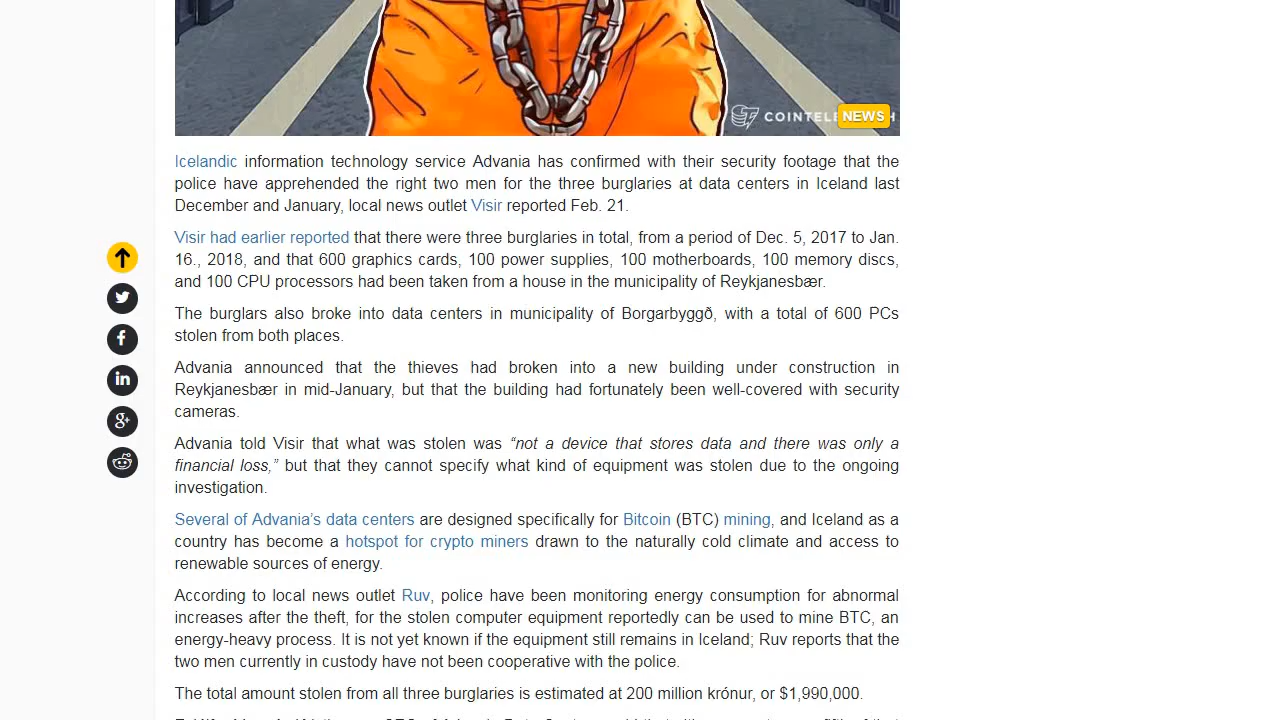 COINTELE
NEWS
H
Icelandic information technology service Advania has confirmed with their security footage that the
police have apprehended the right two men for the three burglaries at data centers in Iceland last
December and January, local news outlet Visir reported Feb. 21.
Visir had earlier reported that there were three burglaries in total, from a period of Dec. 5, 2017 to Jan.
16., 2018, and that 600 graphics cards, 100 power supplies, 100 motherboards, 100 memory discs,
and 100 CPU processors had been taken from a house in the municipality of Reykjanesbær.
The burglars also broke into data centers in municipality of Borgarbyggð, with a total of 600 PCs
stolen from both places.
Advania announced that the thieves had broken into a new building under construction in
Reykjanesbær in mid-January, but that the building had fortunately been well-covered with security
cameras.
Advania told Visir that what was stolen was “not a device that stores data and there was only a
financial loss,” but that they cannot specify what kind of equipment was stolen due to the ongoing
investigation.
Several of Advania’s data centers are designed specifically for Bitcoin (BTC) mining, and Iceland as a
country has become a hotspot for crypto miners drawn to the naturally cold climate and access to
renewable sources of energy.
According to local news outlet Ruv, police have been monitoring energy consumption for abnormal
increases after the theft, for the stolen computer equipment reportedly can be used to mine BTC, an
energy-heavy process. It is not yet known if the equipment still remains in Iceland; Ruv reports that the
two men currently in custody have not been cooperative with the police.
The total amount stolen from all three burglaries is estimated at 200 million krónur, or $1,990,000.